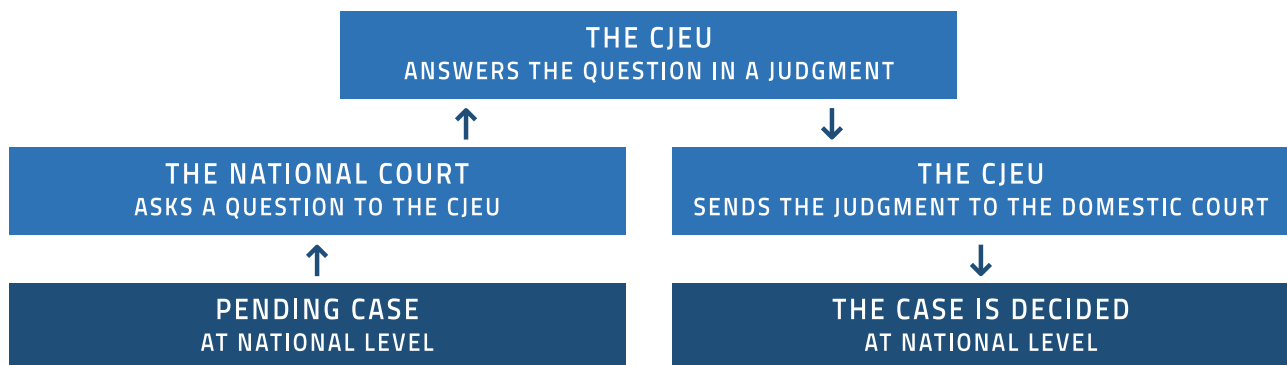 THE CJEU
ANSWERS THE QUESTION IN A JUDGMENT
THE NATIONAL COURT
ASKS A QUESTION TO THE CJEU
THE CJEU
SENDS THE JUDGMENT TO THE DOMESTIC COURT
PENDING CASE
AT NATIONAL LEVEL
THE CASE IS DECIDED
AT NATIONAL LEVEL